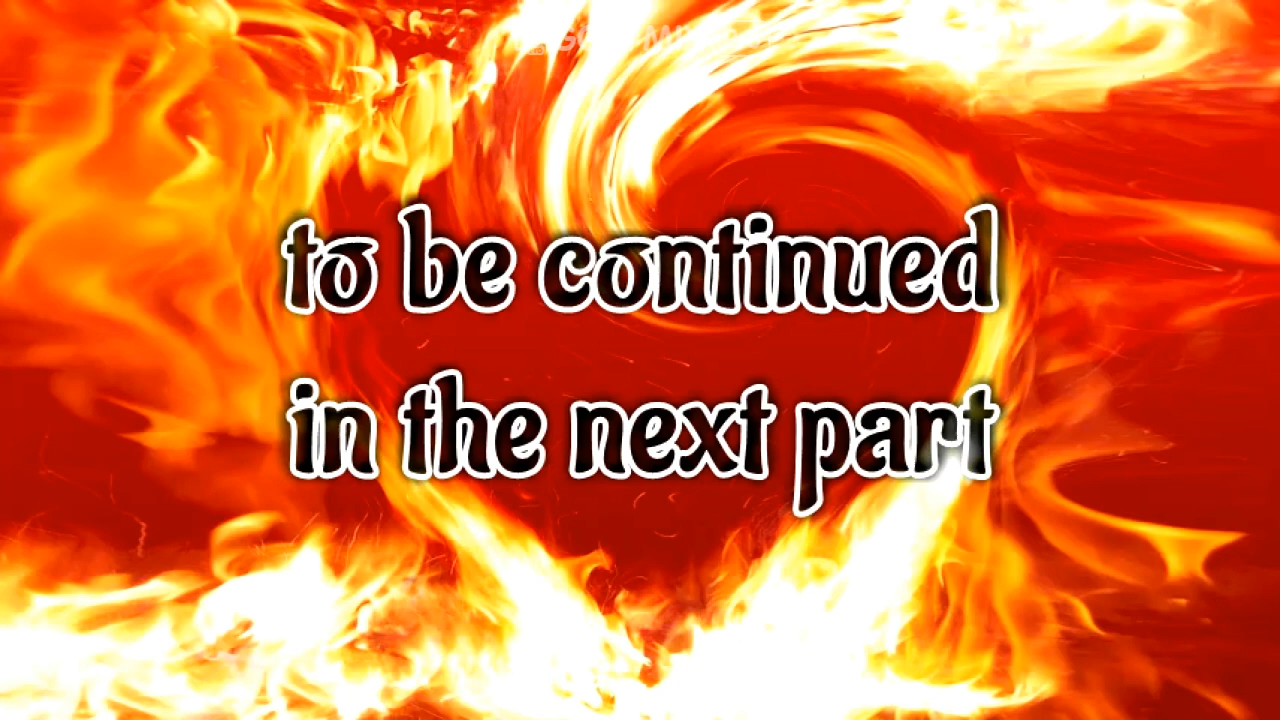 to be continued
in the next part